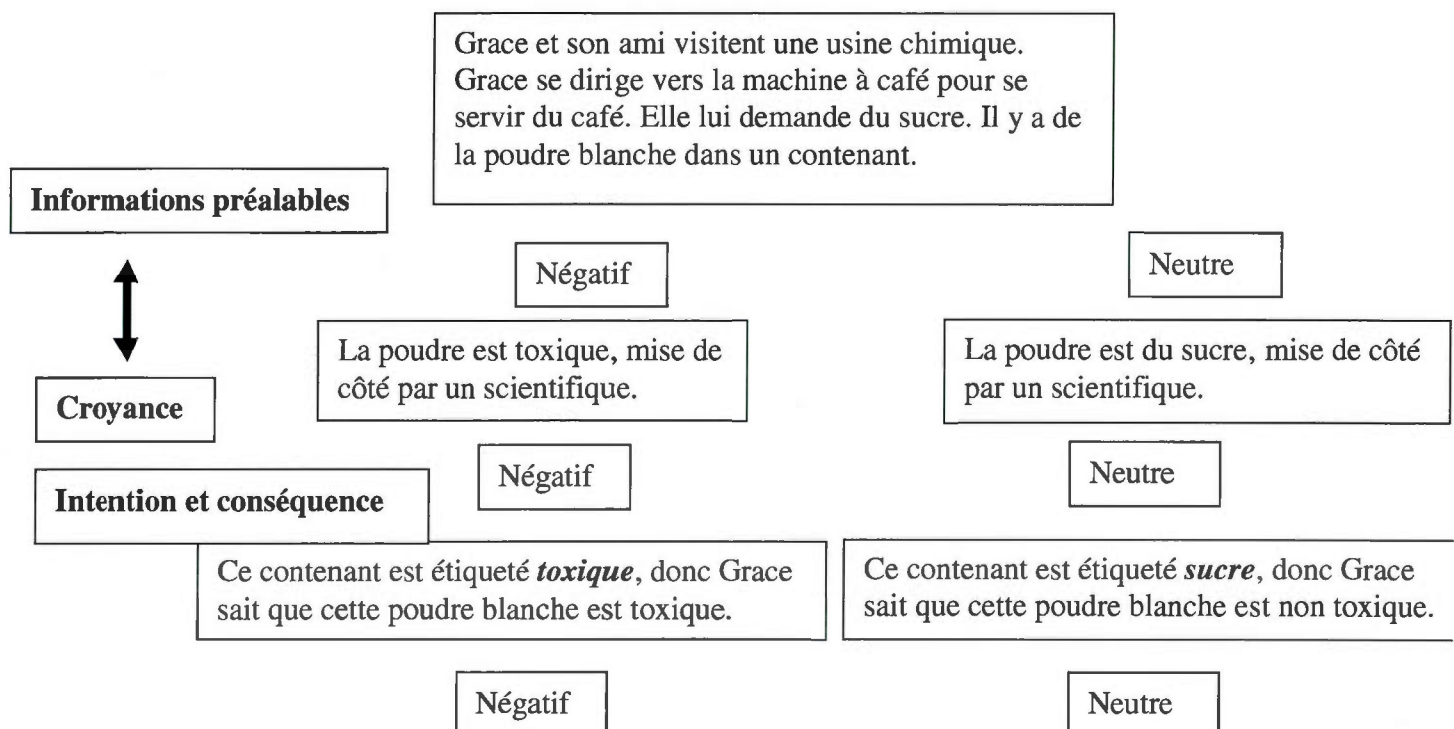 Grace et son ami visitent une usine chimique.
Grace se dirige vers la machine à café pour se
servir du café. Elle lui demande du sucre. Il y a de
la poudre blanche dans un contenant.
Informations préalables
Négatif
Neutre
La poudre est toxique, mise de
côté par un scientifique.
La poudre est du sucre, mise de côté
par un scientifique.
Croyance
Négatif
Neutre
Intention et conséquence
Ce contenant est étiqueté toxique, donc Grace
sait que cette poudre blanche est toxique.
Ce contenant est étiqueté sucre, donc Grace
sait que cette poudre blanche est non toxique.
Négatif
Neutre